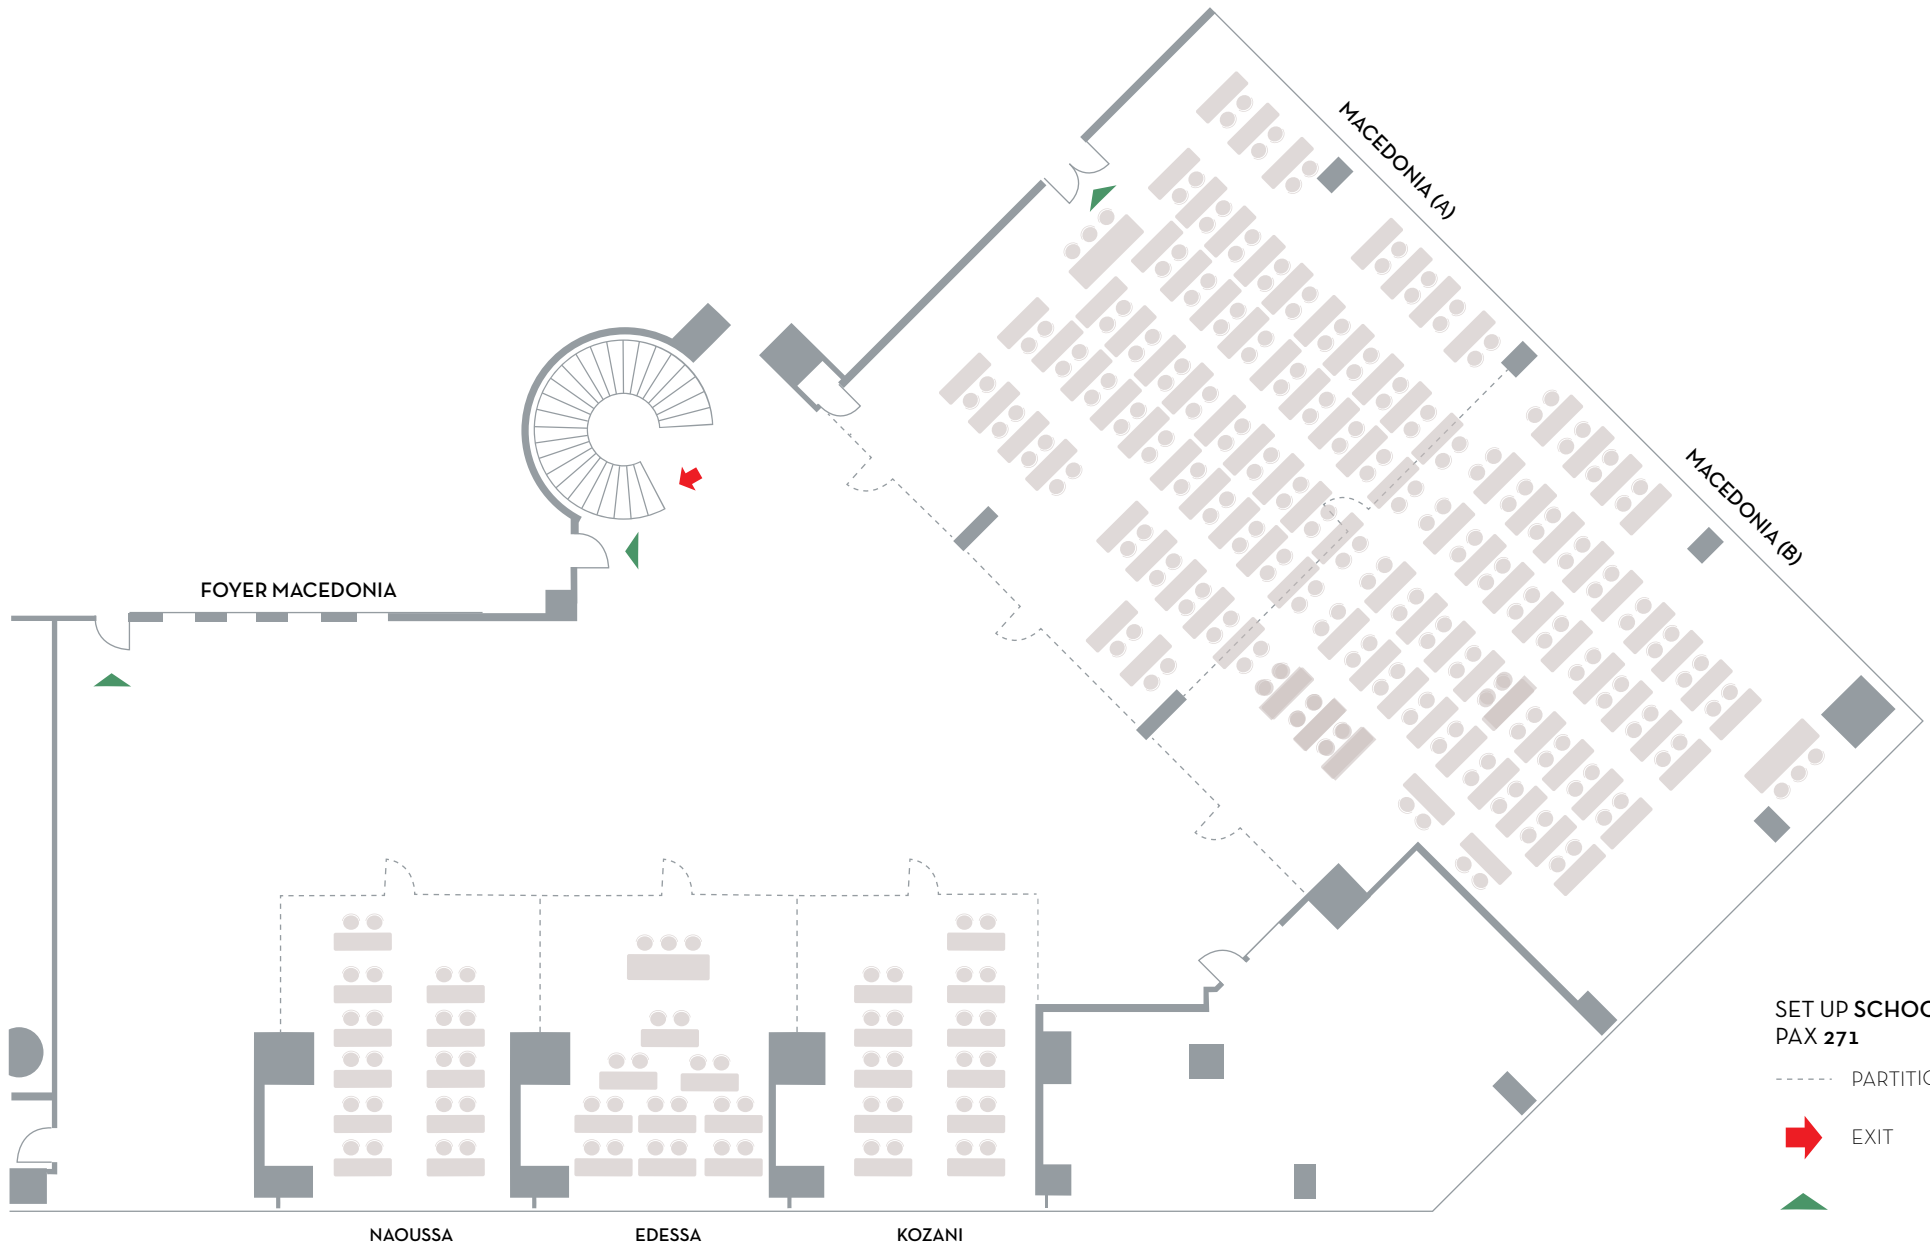 MACEDONIA (A)
MACEDONIA (B)
FOYER MACEDONIA
SET UP SCHOO
PAX 271
PARTITIO
EXIT
NAOUSSA
EDESSA
KOZANI